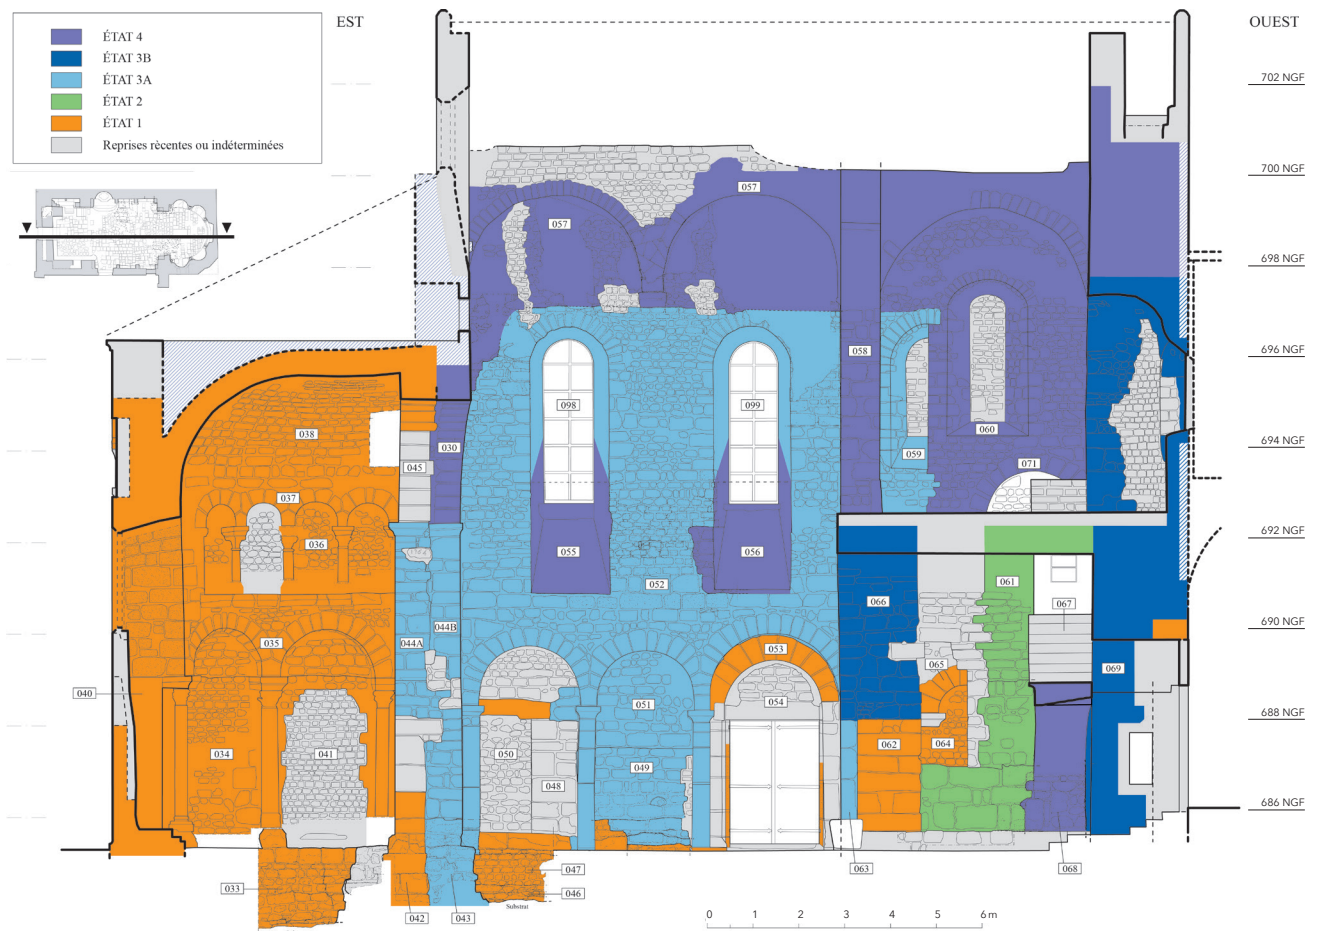 EST
OUEST
ÉTAT 4
ÉTAT 3B
ÉTAT 3A
ÉTAT 2
ÉTAT 1
Reprises rècentes ou indéterminées
702 NGF
700 NGF
698 NGF
696 NGF
694 NGF
692 NGF
690 NGF
688 NGF
686 NGF
057
057
058
098
099
060
059
038
030
045
071
037
036
055
056
052
061
067
066
044B
044A
035
053
065
069
040
051
054
034
041
050
062
064
049
048
047
063
068
033
046
042
043
Substrat
0 1 2 3 4 5 6 m